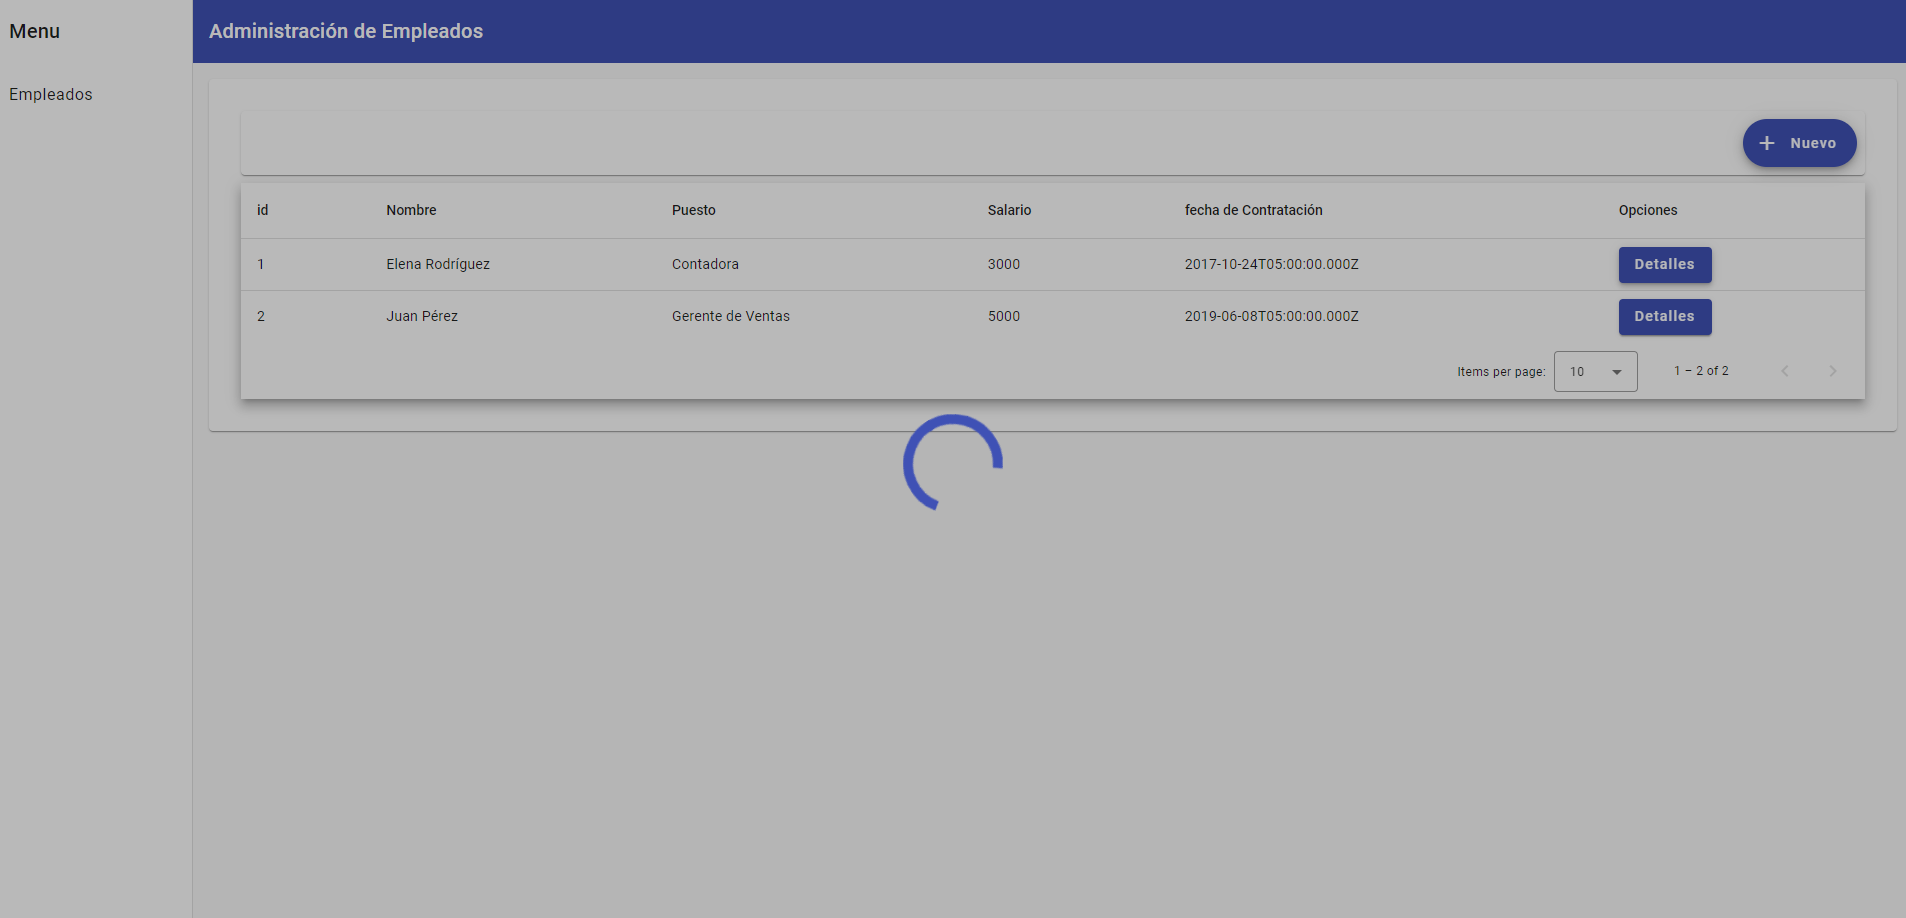 Menu
Administración de Empleados
Empleados
Nuevo
id Nombre Puesto Salario fecha de Contratación Opciones
1 Elena Rodríguez Contadora 3000 2017-10-24T05:00:00.000Z Detalles
2 Juan Pérez Gerente de Ventas 5000 2019-06-08T05:00:00.000Z Detalles
Items per page: 10 1 – 2 of 2